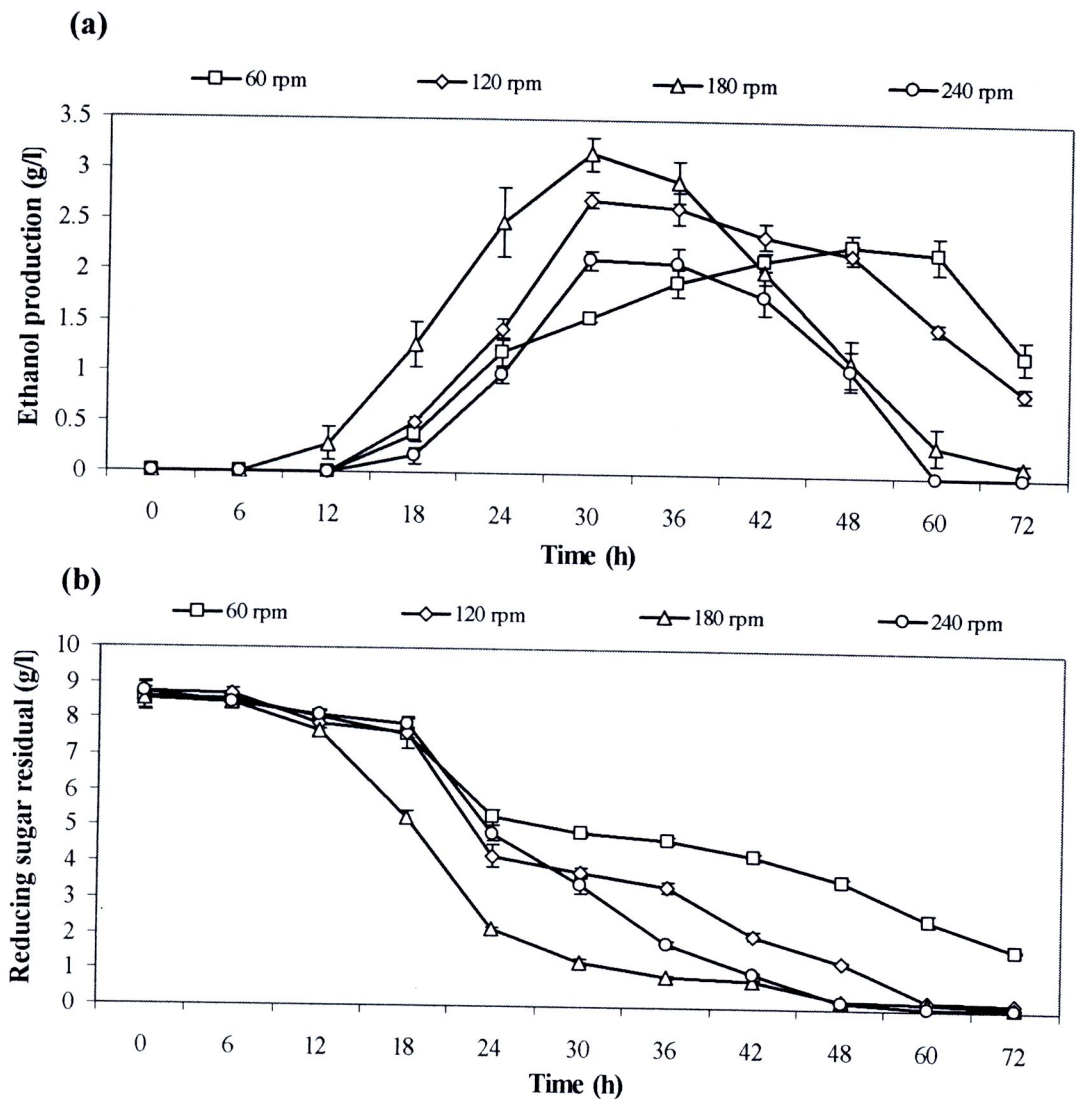 (a)
60 rpm 120 rpm 180 rpm 240 rpm
3.5
3
2.5
2
1.5
1
0.5
0
Ethanol production (g/l)
0 6 12 18 24 30 36 42 48 60 72
Time (h)
(b)
60 rpm 120 rpm 180 rpm 240 rpm
10
9
8
7
6
5
4
3
2
1
0
Reducing sugar residual (g/l)
0 6 12 18 24 30 36 42 48 60 72
Time (h)